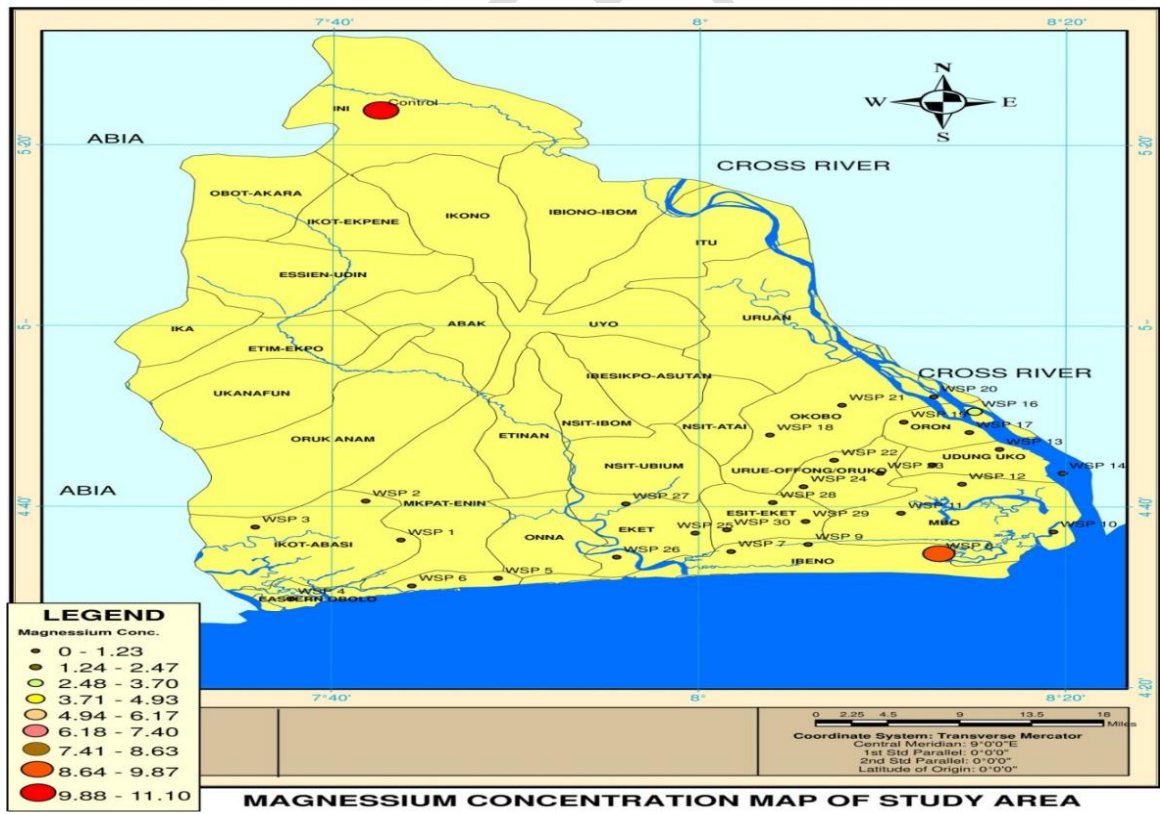 7°40'
8°
8°20'
N
W
E
S
Control
INI
ABIA
5°20'
5°20'
CROSS RIVER
OBOT-AKARA
IKOT-EKPENE
IKONO
IBIONO-IBOM
ITU
ESSIEN-UDIN
IKA
ABAK
UYO
URUAN
5°
5°
ETIM-EKPO
IBESIKPO-ASUTAN
CROSS RIVER
UKANAFUN
WSP 20
WSP 21
WSP 16
OKOBO
WSP 19
ORON
WSP 17
NSIT-IBOM
NSIT-ATAI
WSP 18
ORUK ANAM
ETINAN
WSP 13
UDUNG UKO
WSP 22
NSIT-UBIUM
URUE-OFFONG/ORUKO
WSP 23
WSP 14
WSP 24
WSP 12
ABIA
WSP 2
MKPAT-ENIN
WSP 27
WSP 28
4°40'
4°40'
ESIT-EKET
WSP 29
WSP 11
MBO
WSP 3
WSP 1
ONNA
EKET
WSP 25
WSP 30
WSP 10
IKOT-ABASI
WSP 26
WSP 7
WSP 9
IBENO
WSP 6
WSP 5
WSP 4
EASTERN OBOLO
LEGEND
Magnessium Conc.
0 - 1.23
1.24 - 2.47
2.48 - 3.70
3.71 - 4.93
4.94 - 6.17
6.18 - 7.40
7.41 - 8.63
8.64 - 9.87
9.88 - 11.10
7°40'
8°
8°20'
4°20'
4°20'
0 2.25 4.5 9 13.5 18
Miles
Coordinate System: Transverse Mercator
Central Meridian: 9°0'0"E
1st Std Parallel: 0°0'0"
2nd Std Parallel: 0°0'0"
Latitude of Origin: 0°0'0"
MAGNESSIUM CONCENTRATION MAP OF STUDY AREA